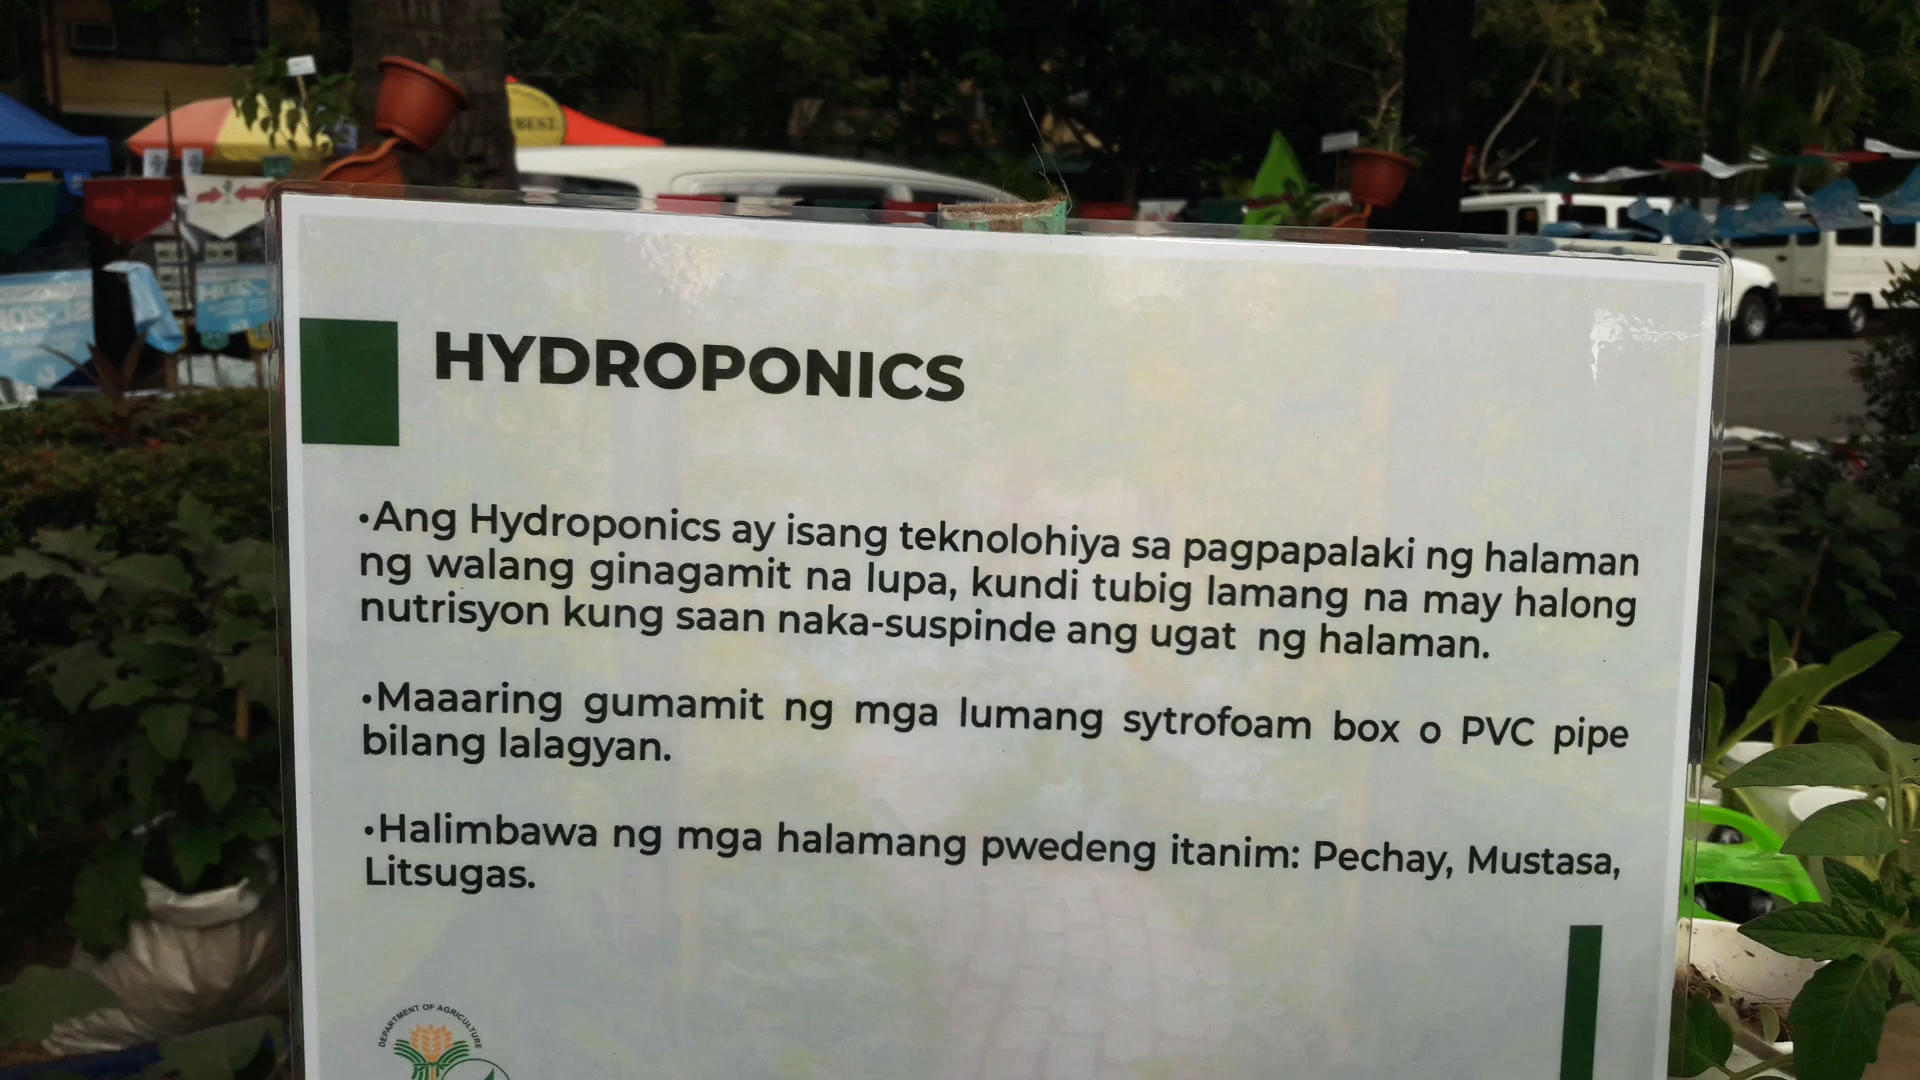 BEST
HYDROPONICS
•Ang Hydroponics ay isang teknolohiya sa pagpapalaki ng halaman
ng walang ginagamit na lupa, kundi tubig lamang na may halong
nutrisyon kung saan naka-suspinde ang ugat ng halaman.
•Maaaring gumamit ng mga lumang sytrofoam box o PVC pipe
bilang lalagyan.
•Halimbawa ng mga halamang pwedeng itanim: Pechay, Mustasa,
Litsugas.
DEPARTMENT OF AGRICULTURE